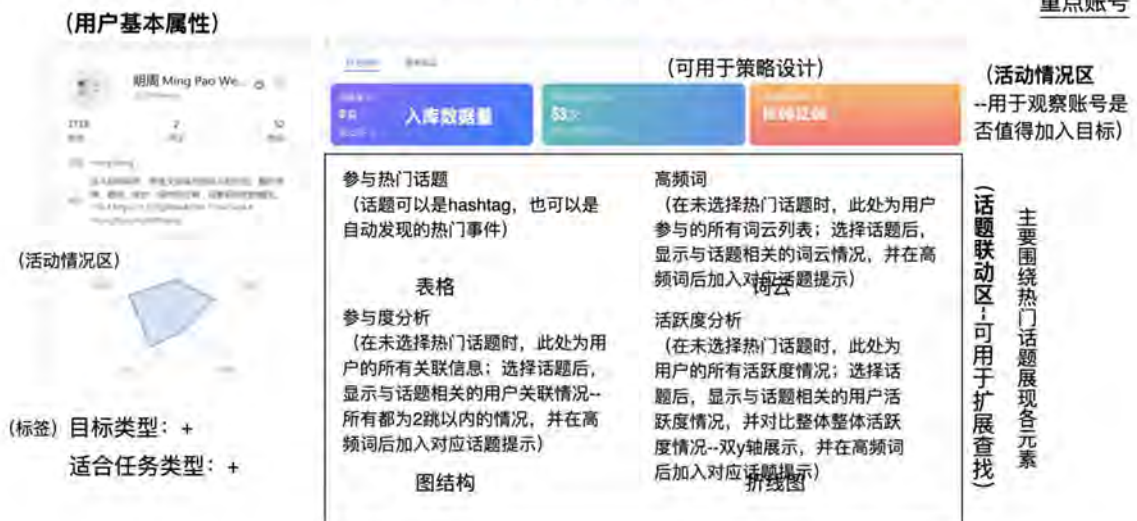 重点账号
(用户基本属性)
明周 Ming Pao We...
2
52
(可用于策略设计)
入库数据量
53
(活动情况区
--用于观察账号是
否值得加入目标)
参与热门话题
(话题可以是hashtag,也可以是
自动发现的热门事件)
表格
高频词
(在未选择热门话题时,此处为用户
参与的所有词云列表;选择话题后,
显示与话题相关的词云情况,并在高
频词后加入对应话题提示)
词云
参与度分析
(在未选择热门话题时,此处为用
户的所有关联信息;选择话题后,
显示与话题相关的用户关联情况--
所有都为2跳以内的情况,并在高
频词后加入对应话题提示)
图结构
活跃度分析
(在未选择热门话题时,此处为
用户的所有活跃度情况;选择话
题后,显示与话题相关的用户活
跃度情况,并对比整体整体活跃
度情况--双y轴展示,并在高频词
后加入对应话题提示)
折线图
(话题联动区--可用于扩展查找)
主要围绕热门话题展现各元素
(活动情况区)
(标签) 目标类型:+
适合任务类型:+